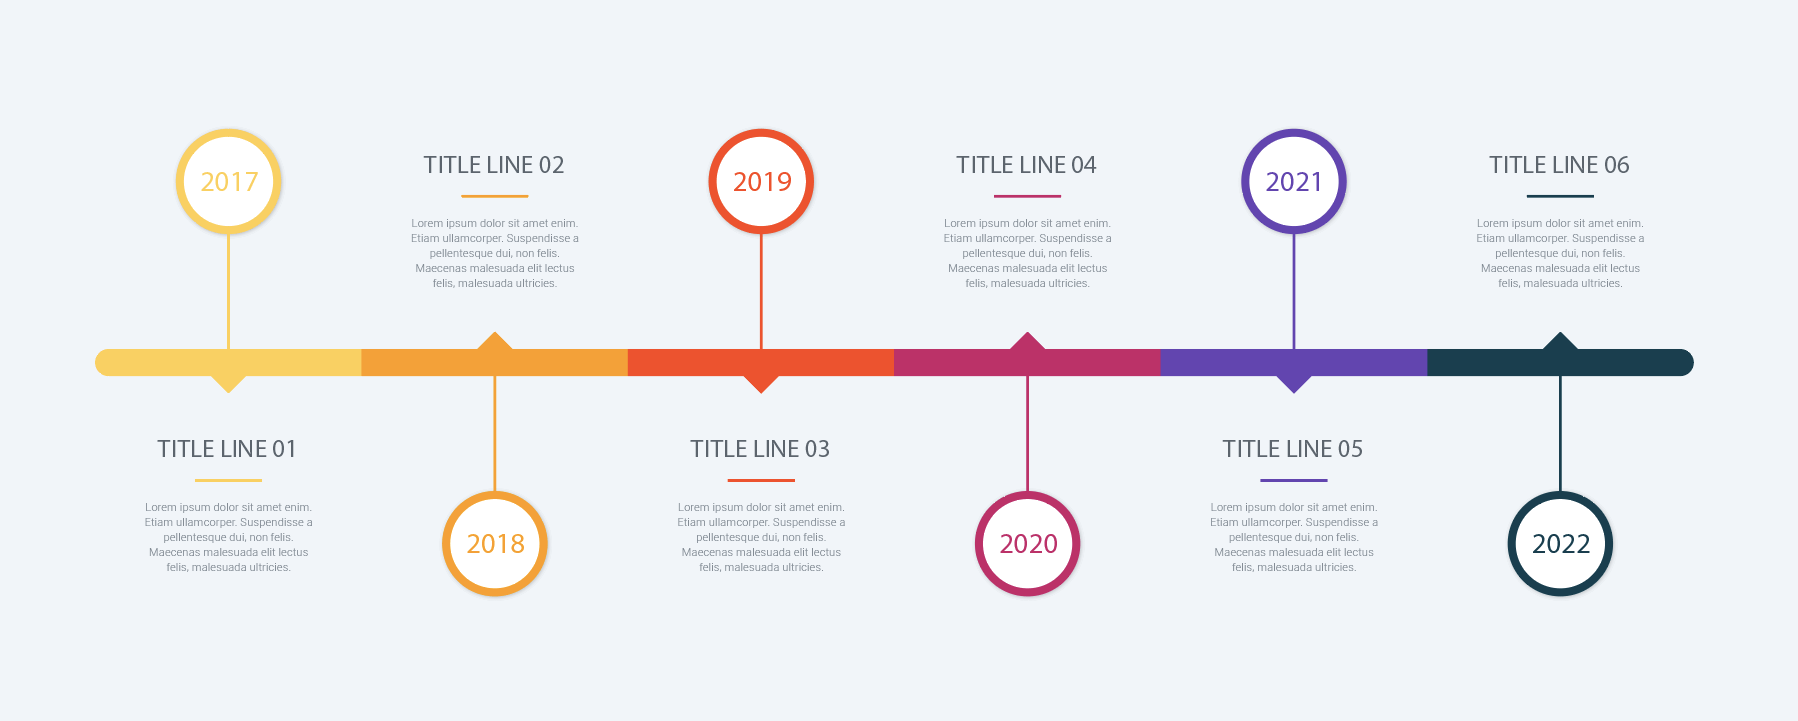 2017
TITLE LINE 01
Lorem ipsum dolor sit amet enim.
Etiam ullamcorper. Suspendisse a
pellentesque dui, non felis.
Maecenas malesuada elit lectus
felis, malesuada ultricies.
TITLE LINE 02
Lorem ipsum dolor sit amet enim.
Etiam ullamcorper. Suspendisse a
pellentesque dui, non felis.
Maecenas malesuada elit lectus
felis, malesuada ultricies.
2018
2019
TITLE LINE 03
Lorem ipsum dolor sit amet enim.
Etiam ullamcorper. Suspendisse a
pellentesque dui, non felis.
Maecenas malesuada elit lectus
felis, malesuada ultricies.
TITLE LINE 04
Lorem ipsum dolor sit amet enim.
Etiam ullamcorper. Suspendisse a
pellentesque dui, non felis.
Maecenas malesuada elit lectus
felis, malesuada ultricies.
2020
2021
TITLE LINE 05
Lorem ipsum dolor sit amet enim.
Etiam ullamcorper. Suspendisse a
pellentesque dui, non felis.
Maecenas malesuada elit lectus
felis, malesuada ultricies.
TITLE LINE 06
Lorem ipsum dolor sit amet enim.
Etiam ullamcorper. Suspendisse a
pellentesque dui, non felis.
Maecenas malesuada elit lectus
felis, malesuada ultricies.
2022